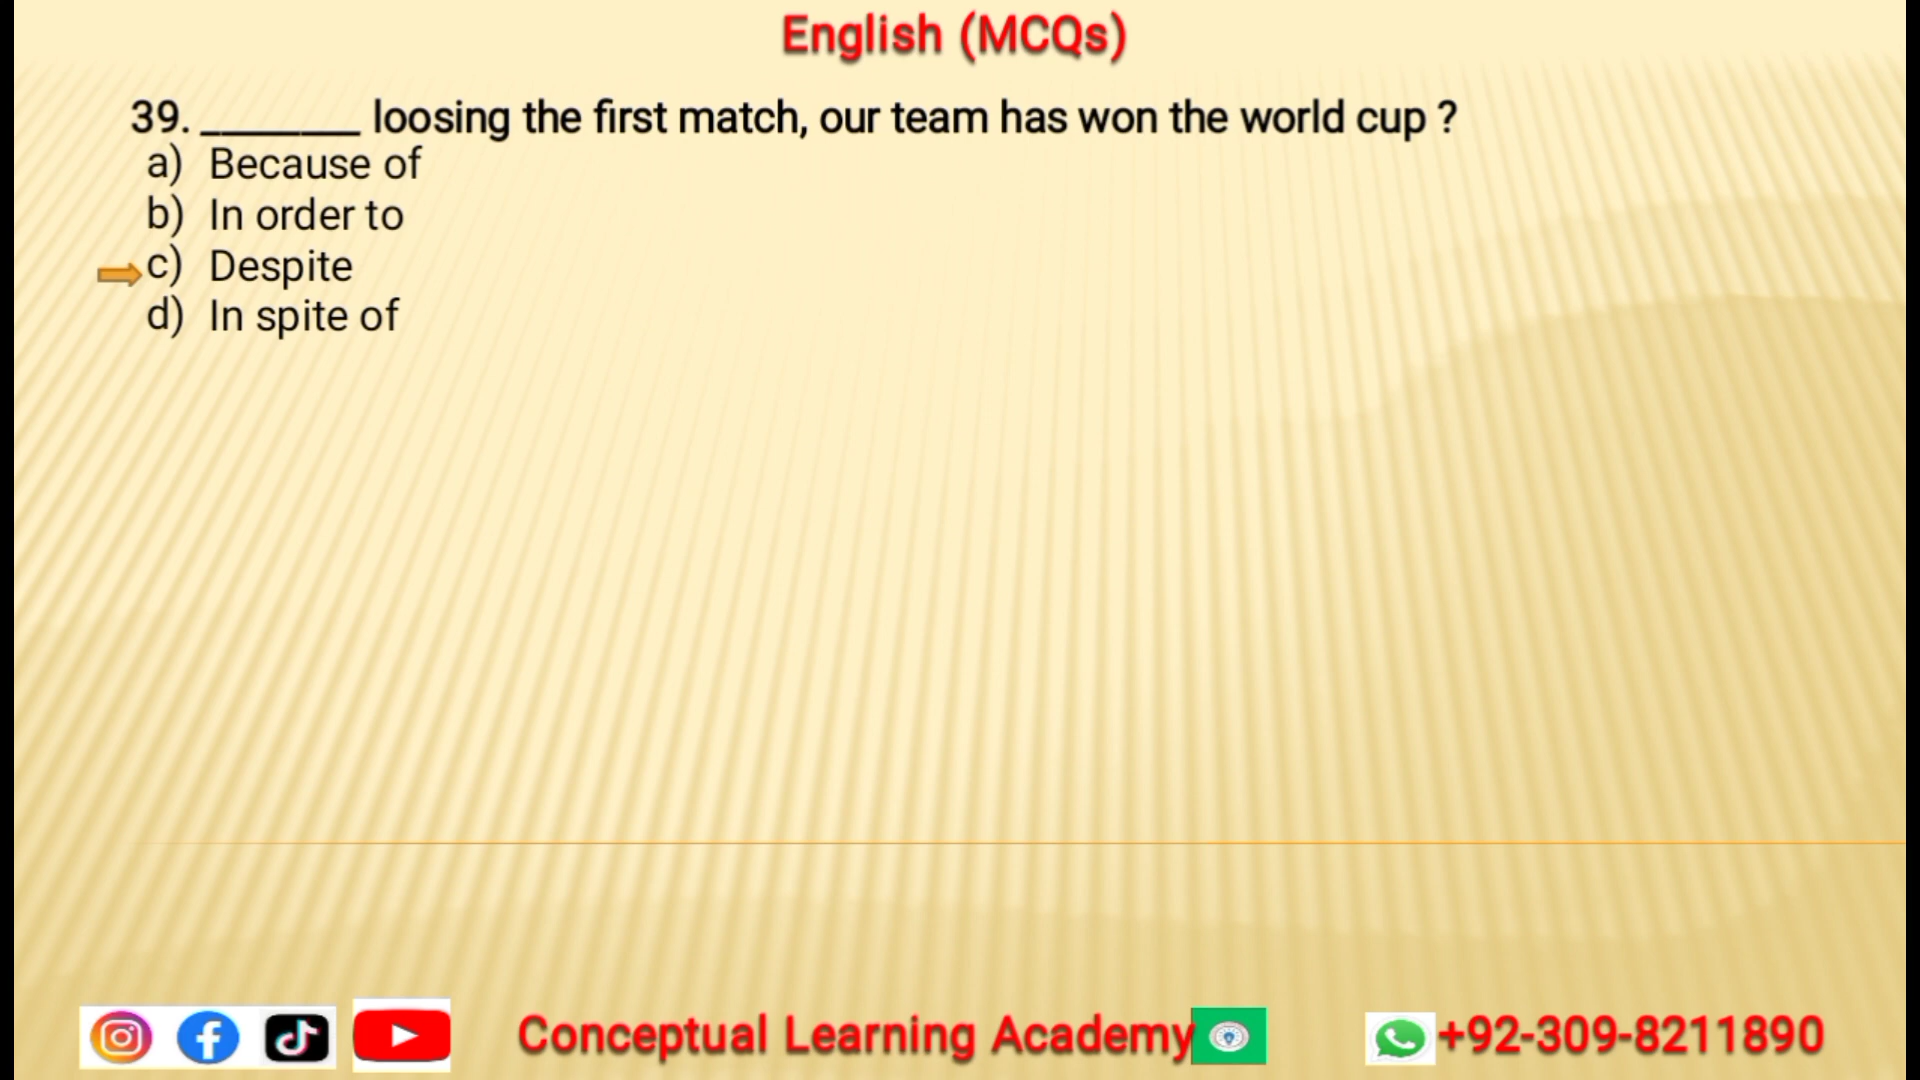 English (MCQs)
39. ________ loosing the first match, our team has won the world cup ?
a) Because of
b) In order to
c) Despite
d) In spite of
Conceptual Learning Academy
+92-309-8211890